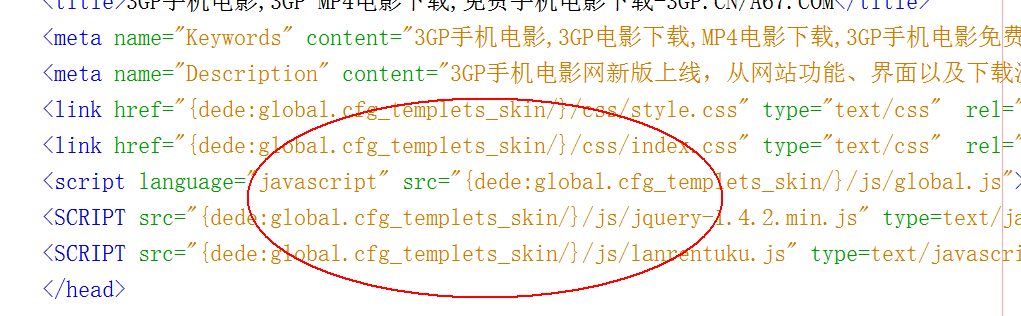 <title>3GP手机电影,3GP MP4电影下载,免费手机电影下载-3GP.CN/A67.COM</title>
<meta name="Keywords" content="3GP手机电影,3GP电影下载,MP4电影下载,3GP手机电影免费
<meta name="Description" content="3GP手机电影网新版上线，从网站功能、界面以及下载
<link href="{dede:global.cfg_templets_skin/}/css/style.css" type="text/css"  rel="
<link href="{dede:global.cfg_templets_skin/}/css/index.css" type="text/css"  rel="
<script language="javascript" src="{dede:global.cfg_templets_skin/}/js/global.js">
<SCRIPT src="{dede:global.cfg_templets_skin/}/js/jquery-1.4.2.min.js" type=text/ja
<SCRIPT src="{dede:global.cfg_templets_skin/}/js/lanrentuku.js" type=text/javascri
</head>